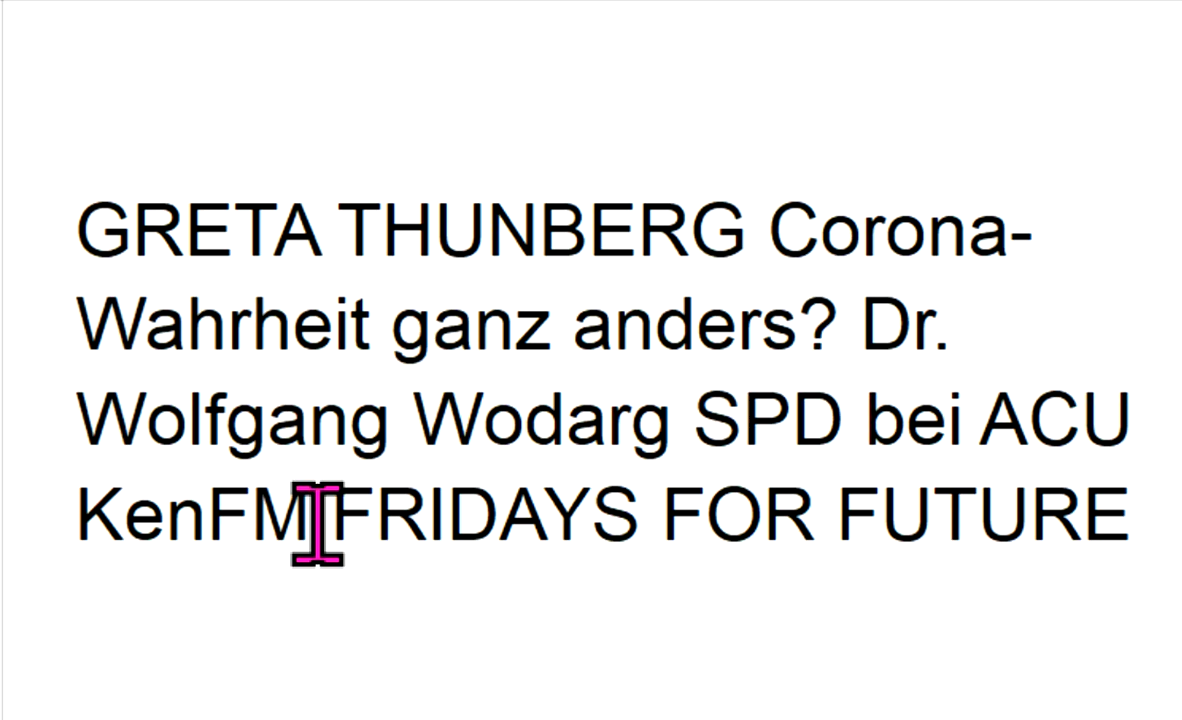 GRETA THUNBERG Corona-
Wahrheit ganz anders? Dr.
Wolfgang Wodarg SPD bei ACU
KenFM FRIDAYS FOR FUTURE